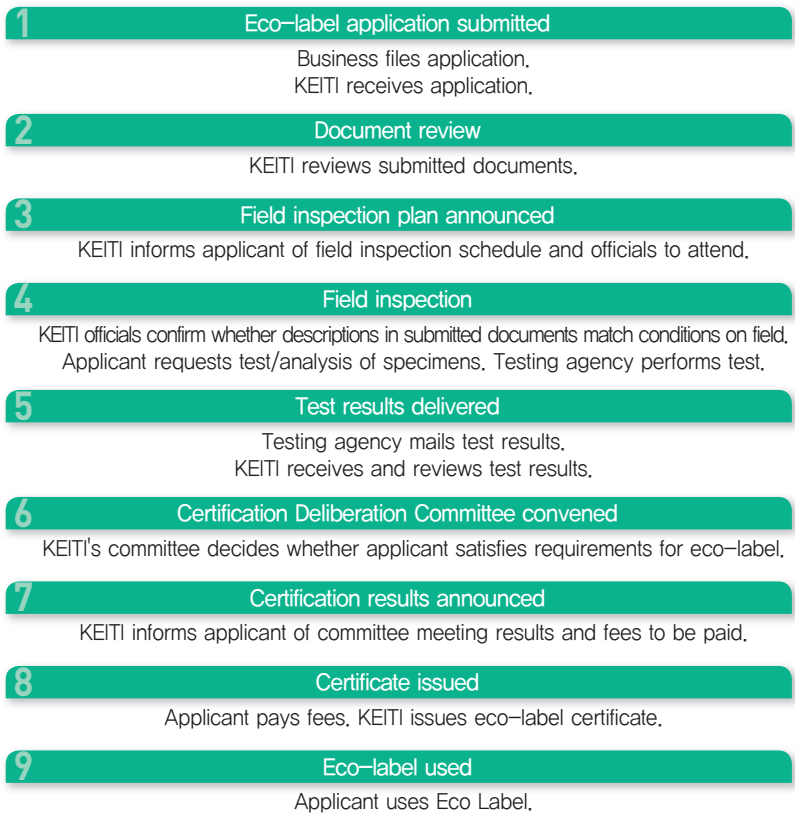 1
Eco-label application submitted
Business files application.
KEITI receives application.
2
Document review
KEITI reviews submitted documents.
3
Field inspection plan announced
KEITI informs applicant of field inspection schedule and officials to attend.
4
Field inspection
KEITI officials confirm whether descriptions in submitted documents match conditions on field.
Applicant requests test/analysis of specimens. Testing agency performs test.
5
Test results delivered
Testing agency mails test results.
KEITI receives and reviews test results.
6
Certification Deliberation Committee convened
KEITI's committee decides whether applicant satisfies requirements for eco-label.
7
Certification results announced
KEITI informs applicant of committee meeting results and fees to be paid.
8
Certificate issued
Applicant pays fees. KEITI issues eco-label certificate.
9
Eco-label used
Applicant uses Eco Label.